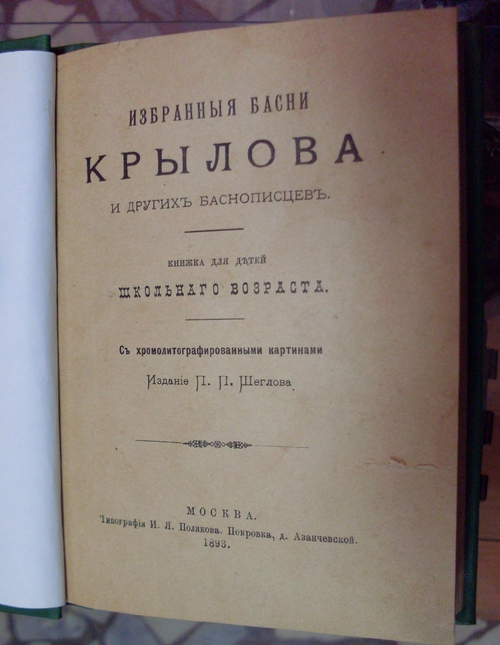 ИЗБРАННЫЯ БАСНИ
КРЫЛОВА
И ДРУГИХЪ БАСНОПИСЦЕВЪ.
КНИЖКА ДЛЯ ДѢТЕЙ
ШКОЛЬНАГО ВОЗРАСТА.
Съ хромолитографированными картинами
Изданіе П. П. Щеглова.
МОСКВА.
Типографія И. Я. Полякова. Покровка, д. Азанчевской.
1893.